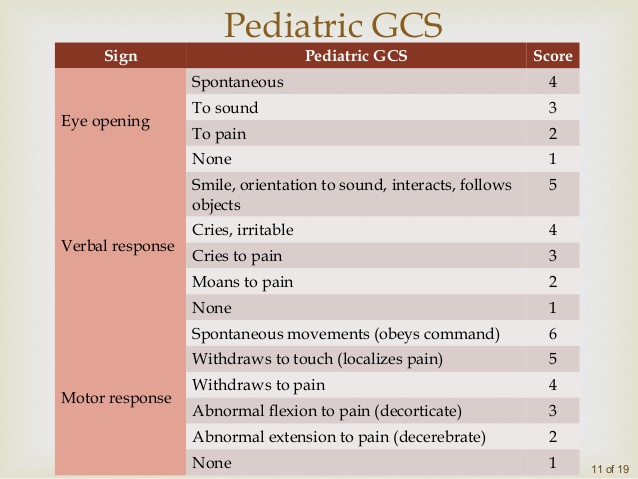 Pediatric GCS
Sign Pediatric GCS Score
Eye opening
Spontaneous 4
To sound 3
To pain 2
None 1
Verbal response
Smile, orientation to sound, interacts, follows 5
objects
Cries, irritable 4
Cries to pain 3
Moans to pain 2
None 1
Motor response
Spontaneous movements (obeys command) 6
Withdraws to touch (localizes pain) 5
Withdraws to pain 4
Abnormal flexion to pain (decorticate) 3
Abnormal extension to pain (decerebrate) 2
None 1
11 of 19